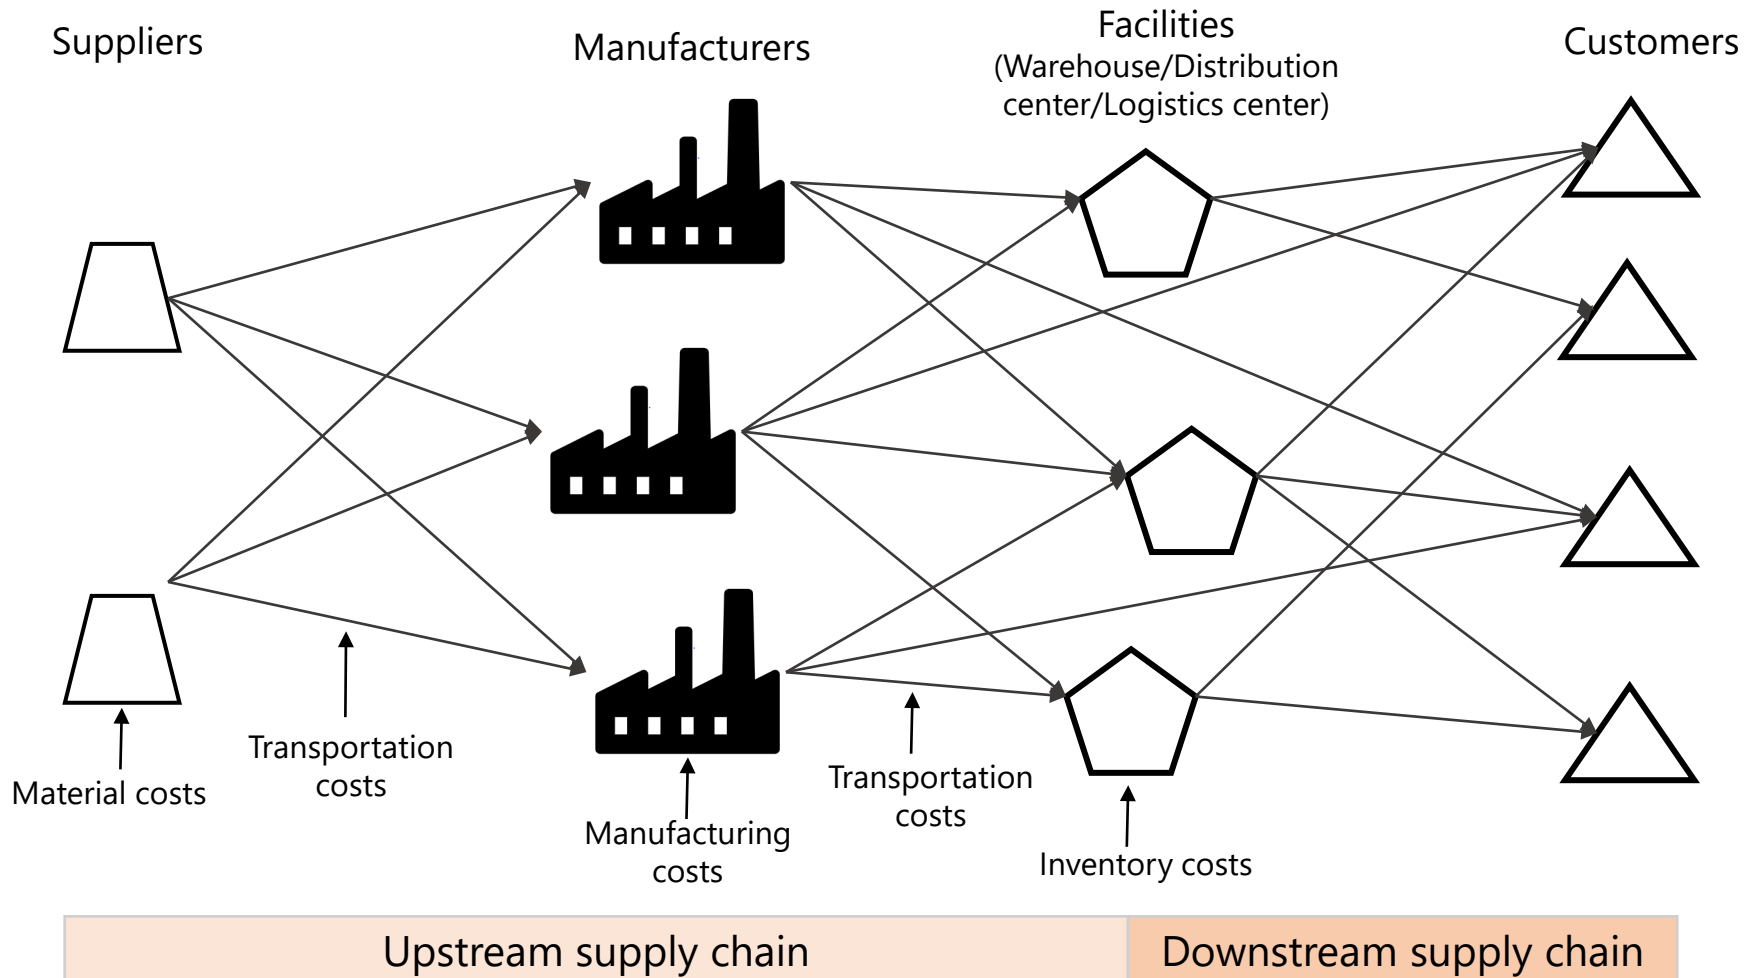 Suppliers
Manufacturers
Facilities
(Warehouse/Distribution
center/Logistics center)
Customers
Material costs
Transportation
costs
Manufacturing
costs
Transportation
costs
Inventory costs
Upstream supply chain
Downstream supply chain